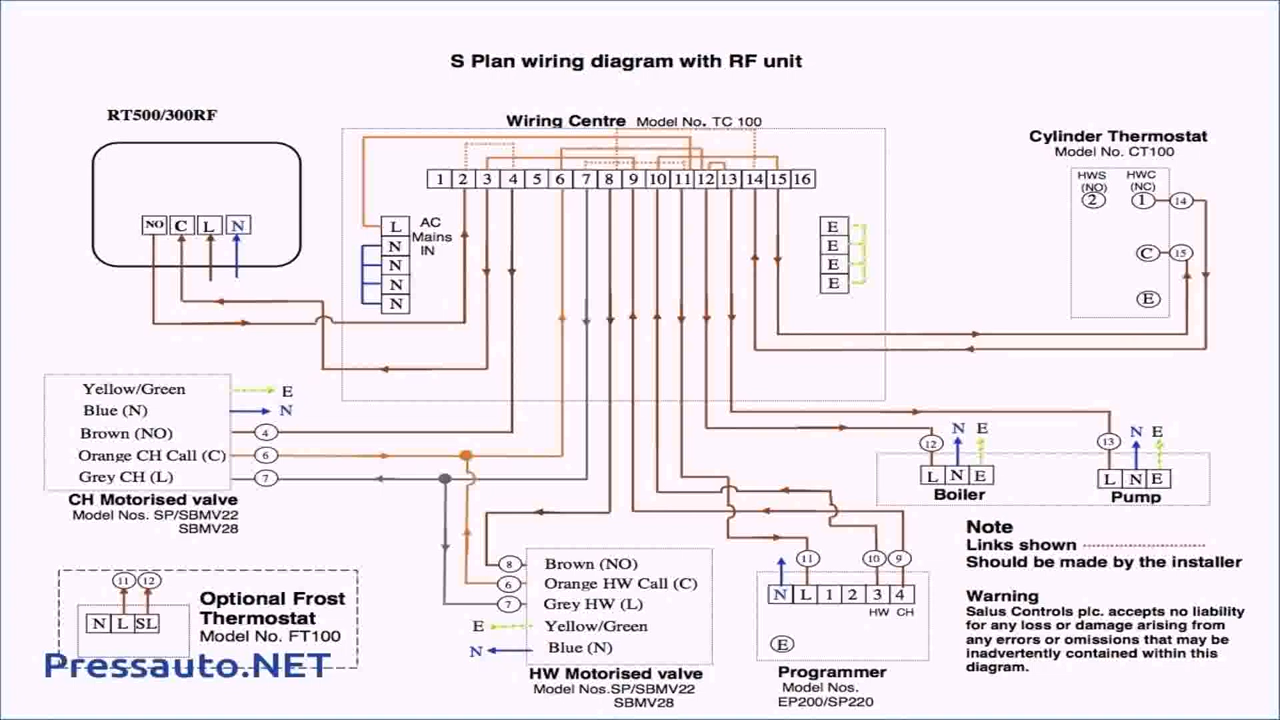 S Plan wiring diagram with RF unit
RT500/300RF
NO C L N
Wiring Centre Model No. TC 100
1 2 3 4 5 6 7 8 9 10 11 12 13 14 15 16
L
N
N
N
N
AC
Mains
IN
E
E
E
E
Cylinder Thermostat
Model No. CT100
HWS
(NO)
2
HWC
(NC)
1
14
C
15
E
Yellow/Green E
Blue (N) N
Brown (NO) 4
Orange CH Call (C) 6
Grey CH (L) 7
CH Motorised valve
Model Nos. SP/SBMV22
SBMV28
11 12
N L SL
Optional Frost
Thermostat
Model No. FT100
Pressauto.NET
8 Brown (NO)
6 Orange HW Call (C)
7 Grey HW (L)
E Yellow/Green
N Blue (N)
HW Motorised valve
Model Nos.SP/SBMV22
SBMV28
11 10 9
N L 1 2 3 4
HW CH
E
Programmer
Model Nos.
EP200/SP220
12 N E
L N E
Boiler
13 N E
L N E
Pump
Note
Links shown
Should be made by the installer
Warning
Salus Controls plc. accepts no liability
for any loss or damage arising from
any errors or omissions that may be
inadvertently contained within this
diagram.